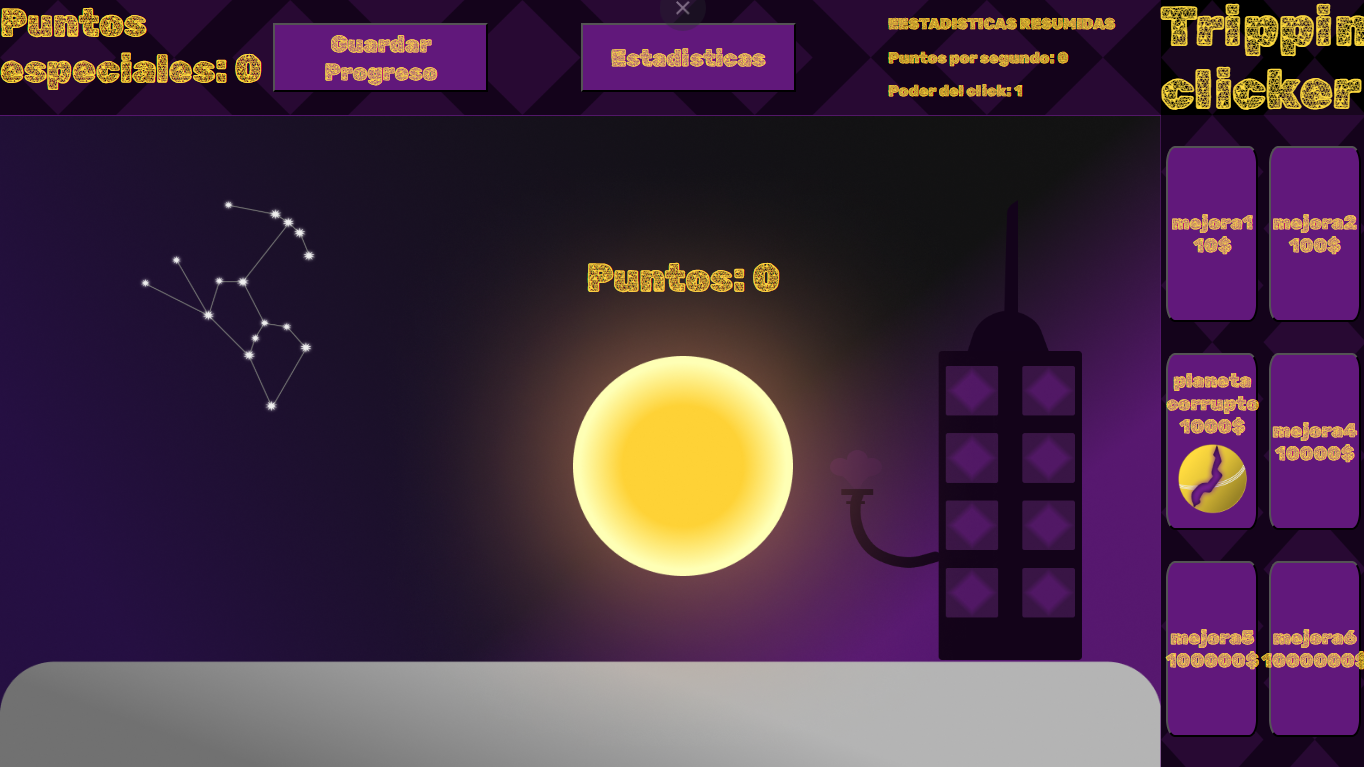 Puntos
especiales: 0
Guardar
Progreso
Estadisticas
EESTADISTICAS RESUMIDAS
Puntos por segundo: 0
Poder del click: 1
Trippin
clicker
Puntos: 0
mejora1
10$
mejora2
100$
planeta
corrupto
1000$
mejora4
10000$
mejora5
100000$
mejora6
1000000$